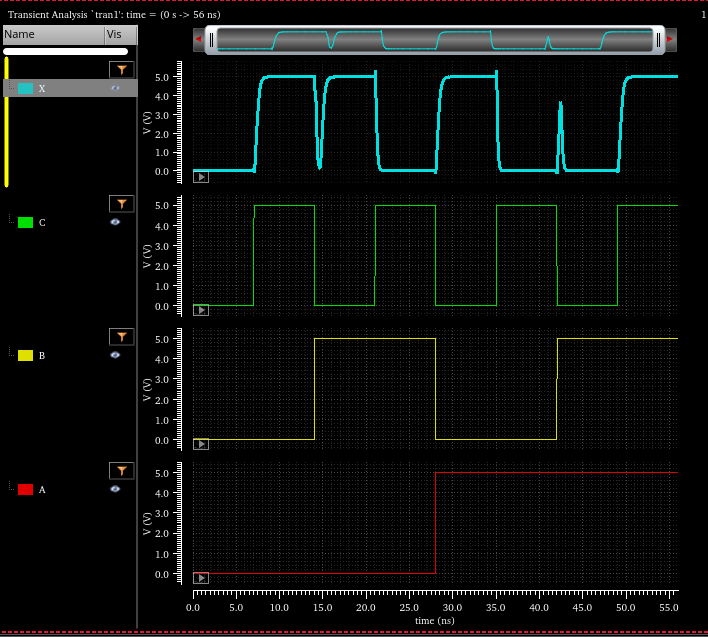 Transient Analysis `tran1': time = (0 s -> 56 ns) 1
Name Vis
X
5.0
4.0
3.0
2.0
1.0
0.0
V (V)
C
5.0
4.0
3.0
2.0
1.0
0.0
V (V)
B
5.0
4.0
3.0
2.0
1.0
0.0
V (V)
A
5.0
4.0
3.0
2.0
1.0
0.0
V (V)
0.0 5.0 10.0 15.0 20.0 25.0 30.0 35.0 40.0 45.0 50.0 55.0
time (ns)